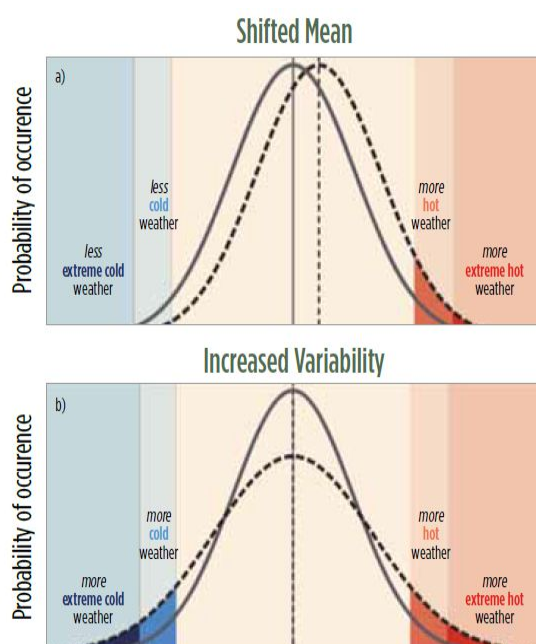 Shifted Mean
a)
Probability of occurence
less
cold
weather
less
extreme cold
weather
more
hot
weather
more
extreme hot
weather
Increased Variability
b)
Probability of occurence
more
cold
weather
more
extreme cold
weather
more
hot
weather
more
extreme hot
weather